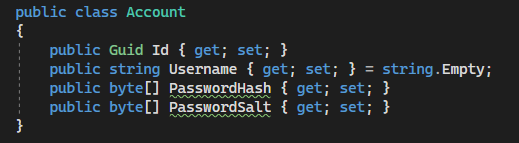 public class Account
{
    public Guid Id { get; set; }
    public string Username { get; set; } = string.Empty;
    public byte[] PasswordHash { get; set; }
    public byte[] PasswordSalt { get; set; }
}